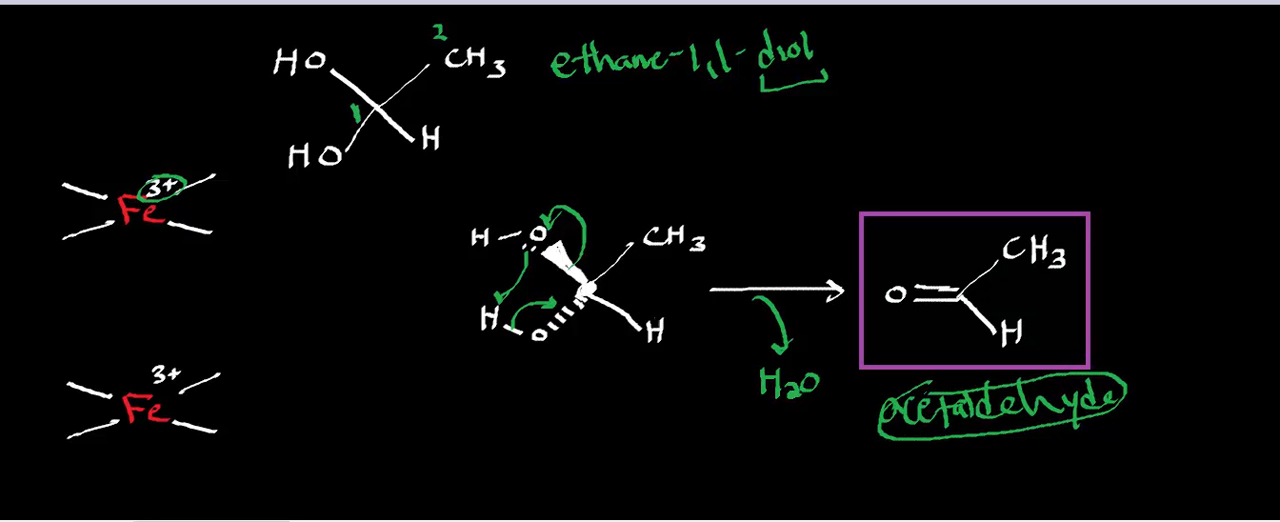 HO
2
CH3
ethane-1,1-diol
1
HO
H
3+
Fe
H-O:
CH3
H
O
H
H2O
CH3
O
H
3+
Fe
acetaldehyde